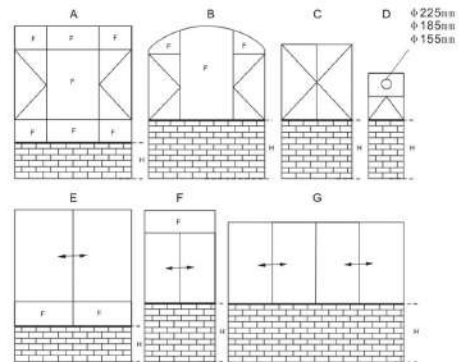 A B C D
Φ225mm
Φ185mm
Φ155mm
F F F
F F
F F
F F F
H H H H
E F G
F
F F
H H H